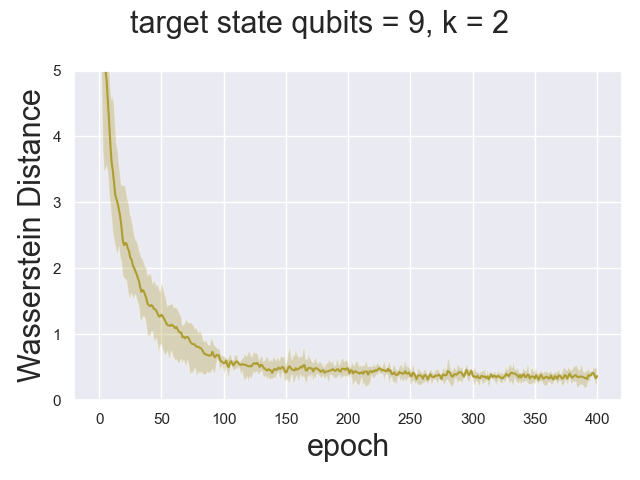 target state qubits = 9, k = 2
Wasserstein Distance
5
4
3
2
1
0
0 50 100 150 200 250 300 350 400
epoch